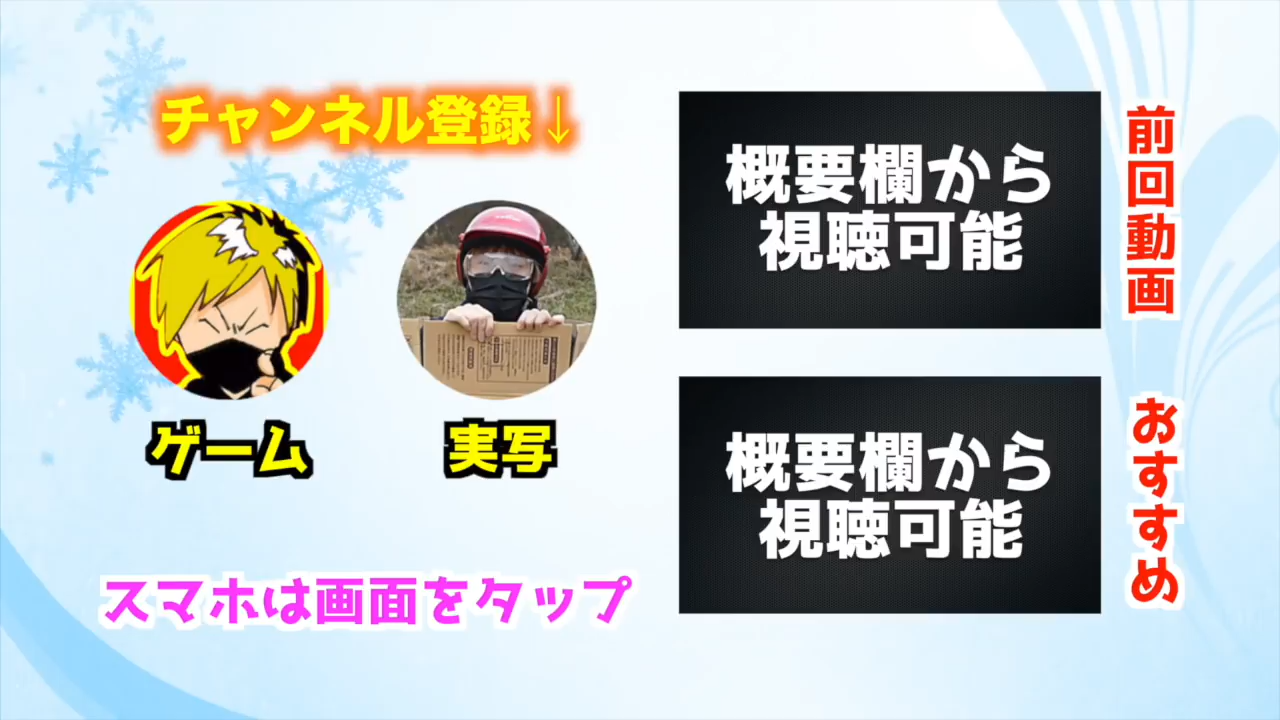 チャンネル登録↓
ゲーム
実写
スマホは画面をタップ
概要欄から
視聴可能
前回動画
概要欄から
視聴可能
おすすめ